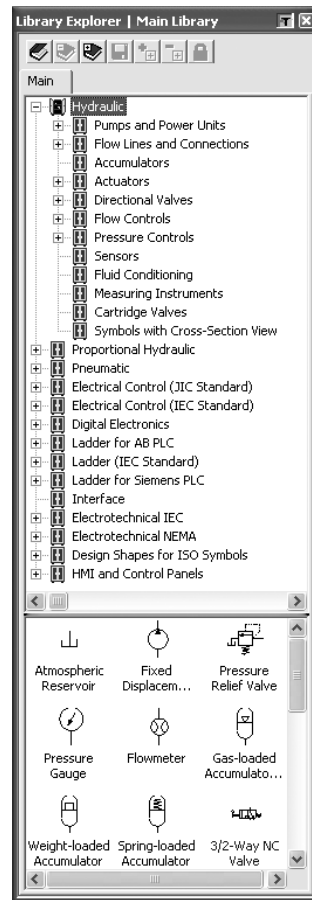 Library Explorer | Main Library
Main
Hydraulic
Pumps and Power Units
Flow Lines and Connections
Accumulators
Actuators
Directional Valves
Flow Controls
Pressure Controls
Sensors
Fluid Conditioning
Measuring Instruments
Cartridge Valves
Symbols with Cross-Section View
Proportional Hydraulic
Pneumatic
Electrical Control (JIC Standard)
Electrical Control (IEC Standard)
Digital Electronics
Ladder for AB PLC
Ladder (IEC Standard)
Ladder for Siemens PLC
Interface
Electrotechnical IEC
Electrotechnical NEMA
Design Shapes for ISO Symbols
HMI and Control Panels
Atmospheric Reservoir
Fixed Displacem...
Pressure Relief Valve
Pressure Gauge
Flowmeter
Gas-loaded Accumulato...
Weight-loaded Accumulator
Spring-loaded Accumulator
3/2-Way NC Valve